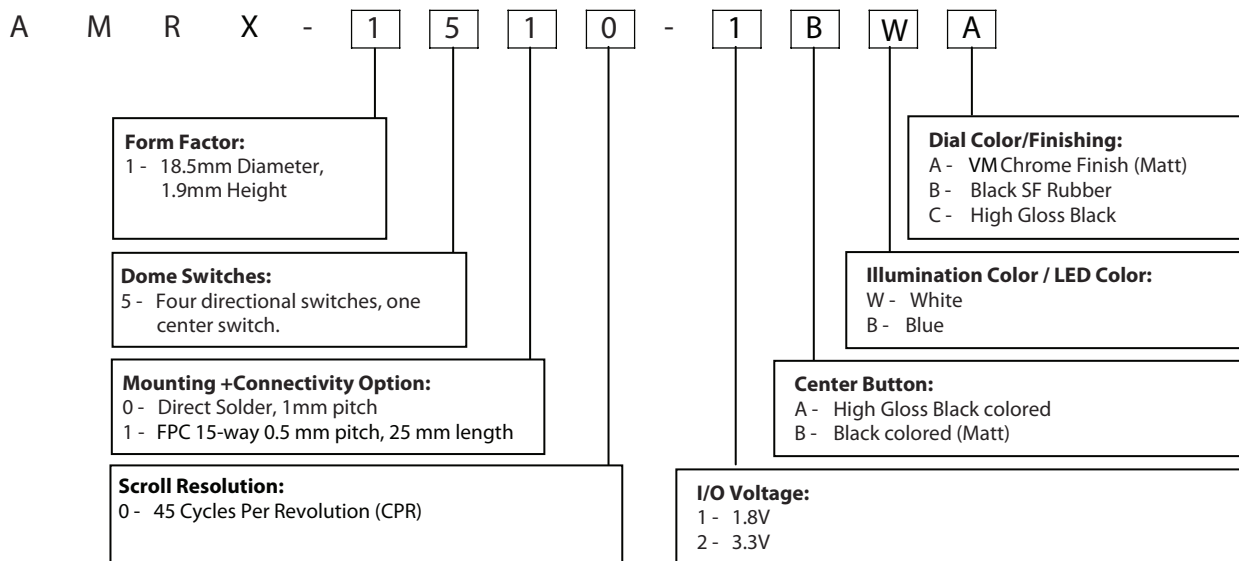 A M R X - 1 5 1 0 - 1 B W A
Form Factor:
1 - 18.5mm Diameter,
1.9mm Height
Dome Switches:
5 - Four directional switches, one
center switch.
Mounting +Connectivity Option:
0 - Direct Solder, 1mm pitch
1 - FPC 15-way 0.5 mm pitch, 25 mm length
Scroll Resolution:
0 - 45 Cycles Per Revolution (CPR)
Dial Color/Finishing:
A - VM Chrome Finish (Matt)
B - Black SF Rubber
C - High Gloss Black
Illumination Color / LED Color:
W - White
B - Blue
Center Button:
A - High Gloss Black colored
B - Black colored (Matt)
I/O Voltage:
1 - 1.8V
2 - 3.3V